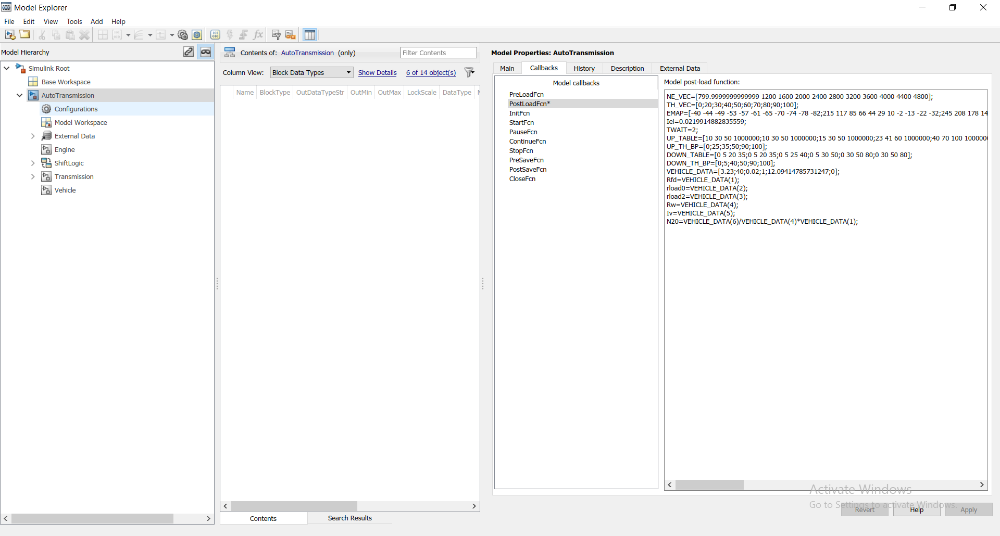 Model Explorer
File Edit View Tools Add Help
Model Hierarchy
Simulink Root
Base Workspace
AutoTransmission
Configurations
Model Workspace
External Data
Engine
ShiftLogic
Transmission
Vehicle
Contents of: AutoTransmission (only)
Filter Contents
Column View: Block Data Types Show Details 6 of 14 object(s)
Name BlockType OutDataTypeStr OutMin OutMax LockScale DataType
Contents Search Results
Model Properties: AutoTransmission
Main Callbacks History Description External Data
Model callbacks
PreLoadFcn
PostLoadFcn*
InitFcn
StartFcn
PauseFcn
ContinueFcn
StopFcn
PreSaveFcn
PostSaveFcn
CloseFcn
Model post-load function:
NE_VEC=[799.9999999999999 1200 1600 2000 2400 2800 3200 3600 4000 4400 4800];
TH_VEC=[0;20;30;40;50;60;70;80;90;100];
EMAP=[-40 -44 -49 -53 -57 -61 -65 -70 -74 -78 -82;215 117 85 66 44 29 10 -2 -13 -22 -32;245 208 178 14
Iei=0.0219914882835559;
TWAIT=2;
UP_TABLE=[10 30 50 1000000;10 30 50 1000000;15 30 50 1000000;23 41 60 1000000;40 70 100 1000000
UP_TH_BP=[0;25;35;50;90;100];
DOWN_TABLE=[0 5 20 35;0 5 20 35;0 5 25 40;0 5 30 50;0 30 50 80;0 30 50 80];
DOWN_TH_BP=[0;5;40;50;90;100];
VEHICLE_DATA=[3.23;40;0.02;1;12.09414785731247;0];
Rfd=VEHICLE_DATA(1);
rload0=VEHICLE_DATA(2);
rload2=VEHICLE_DATA(3);
Rw=VEHICLE_DATA(4);
Iv=VEHICLE_DATA(5);
N20=VEHICLE_DATA(6)/VEHICLE_DATA(4)*VEHICLE_DATA(1);
Activate Windows
Go to Settings to activate Windows.
Revert Help Apply